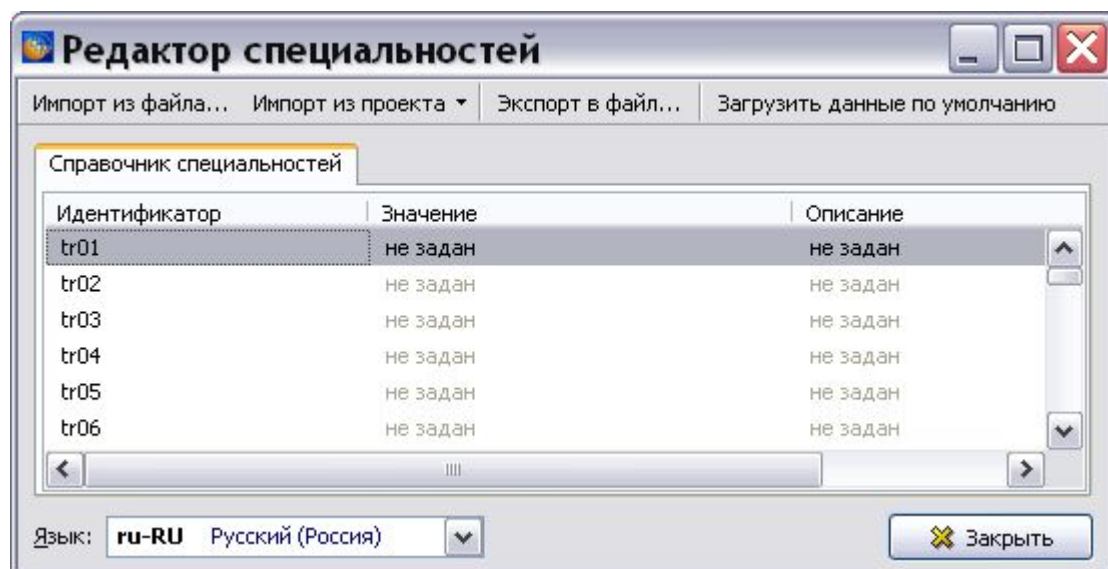 Редактор специальностей
Импорт из файла... Импорт из проекта Экспорт в файл... Загрузить данные по умолчанию
Справочник специальностей
Идентификатор Значение Описание
tr01 не задан не задан
tr02 не задан не задан
tr03 не задан не задан
tr04 не задан не задан
tr05 не задан не задан
tr06 не задан не задан
Язык: ru-RU Русский (Россия) Закрыть